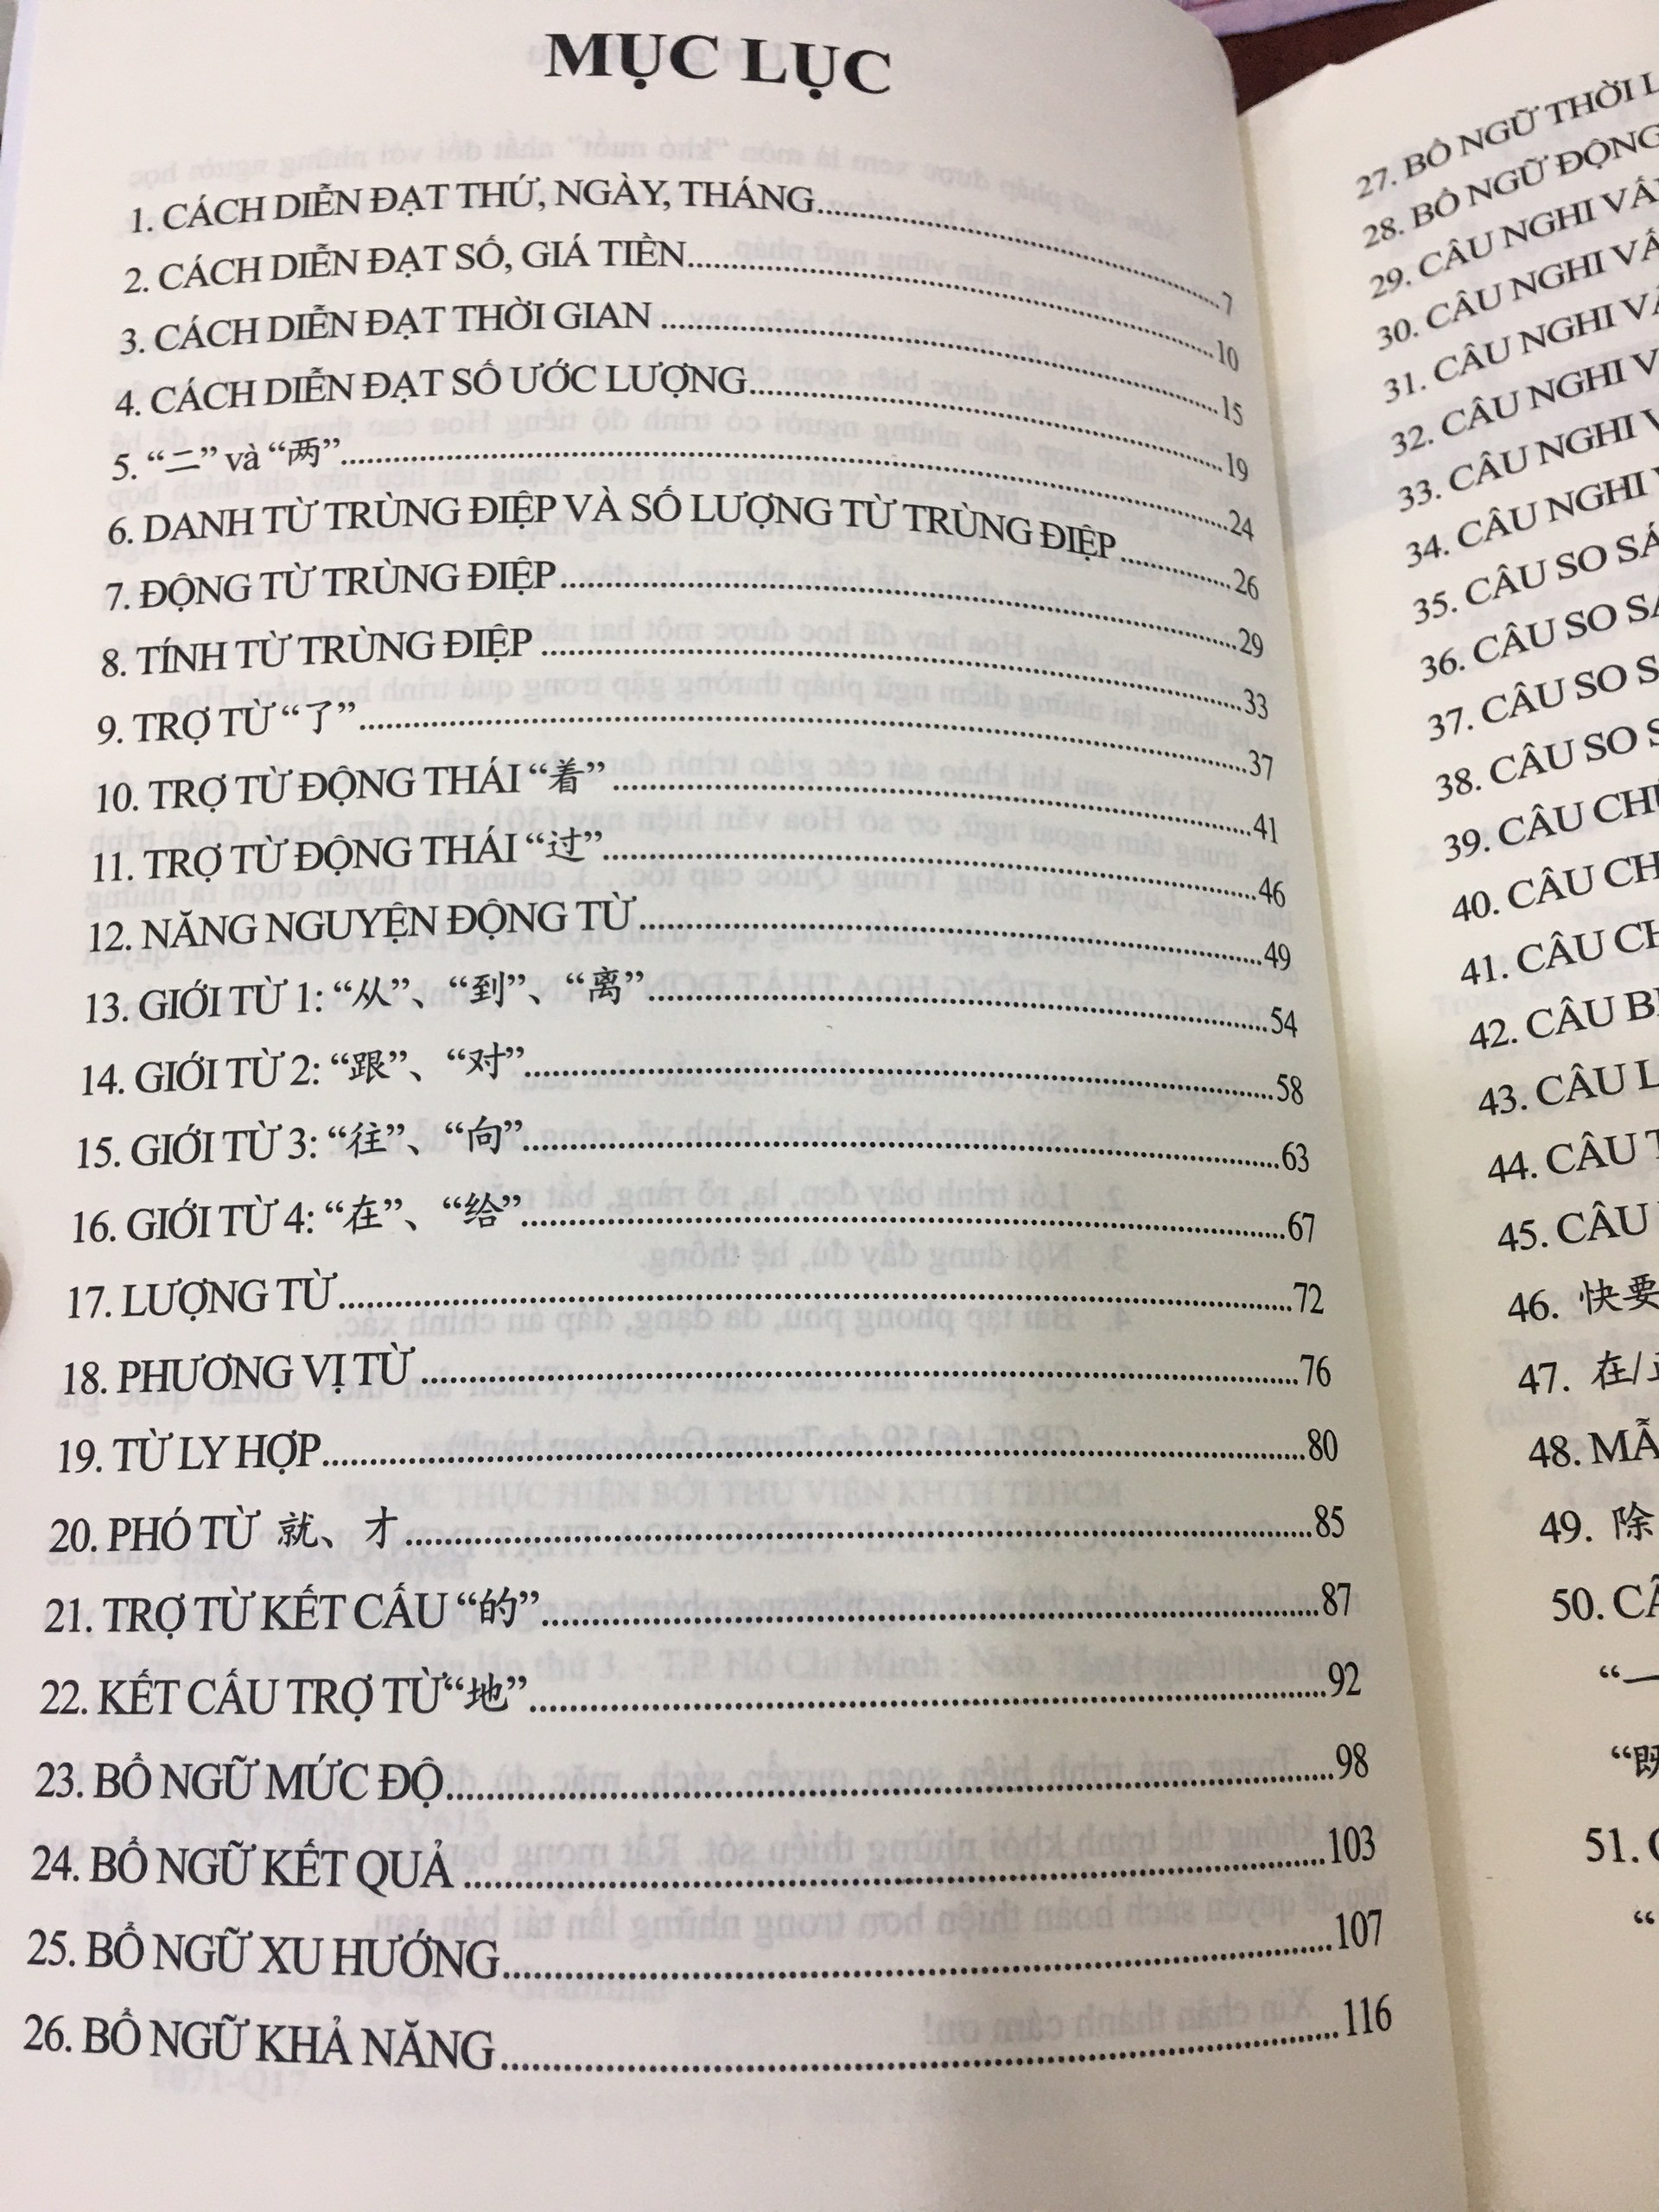 MỤC LỤC
1. CÁCH DIỄN ĐẠT THỨ, NGÀY, THÁNG.....7
2. CÁCH DIỄN ĐẠT SỐ, GIÁ TIỀN.....10
3. CÁCH DIỄN ĐẠT THỜI GIAN .....15
4. CÁCH DIỄN ĐẠT SỐ ƯỚC LƯỢNG.....19
5. “二” và “两”.....24
6. DANH TỪ TRÙNG ĐIỆP VÀ SỐ LƯỢNG TỪ TRÙNG ĐIỆP.....26
7. ĐỘNG TỪ TRÙNG ĐIỆP.....29
8. TÍNH TỪ TRÙNG ĐIỆP .....33
9. TRỢ TỪ “了”.....37
10. TRỢ TỪ ĐỘNG THÁI “着” .....41
11. TRỢ TỪ ĐỘNG THÁI “过”.....46
12. NĂNG NGUYỆN ĐỘNG TỪ.....49
13. GIỚI TỪ 1: “从”、“到”、“离”.....54
14. GIỚI TỪ 2: “跟”、“对”.....58
15. GIỚI TỪ 3: “往”、“向”.....63
16. GIỚI TỪ 4: “在”、“给”.....67
17. LƯỢNG TỪ.....72
18. PHƯƠNG VỊ TỪ .....76
19. TỪ LY HỢP.....80
20. PHÓ TỪ 就、才.....85
21. TRỢ TỪ KẾT CẤU “的”.....87
22. KẾT CẤU TRỢ TỪ“地”.....92
23. BỔ NGỮ MỨC ĐỘ.....98
24. BỔ NGỮ KẾT QUẢ .....103
25. BỔ NGỮ XU HƯỚNG.....107
26. BỔ NGỮ KHẢ NĂNG.....116
27. BỔ NGỮ THỜI
28. BỔ NGỮ ĐỘNG
29. CÂU NGHI
30. CÂU NGHI
31. CÂU NGHI
32. CÂU NGHI
33. CÂU NGHI
34. CÂU NGHI
35. CÂU SO
36. CÂU SO
37. CÂU SO
38. CÂU SO
39. CÂU
40. CÂU
41. CÂU
42. CÂU
43. CÂU
44. CÂU
45. CÂU
46. 快要
47. 在/
48.
49. 除
50.
“一
“既
51.